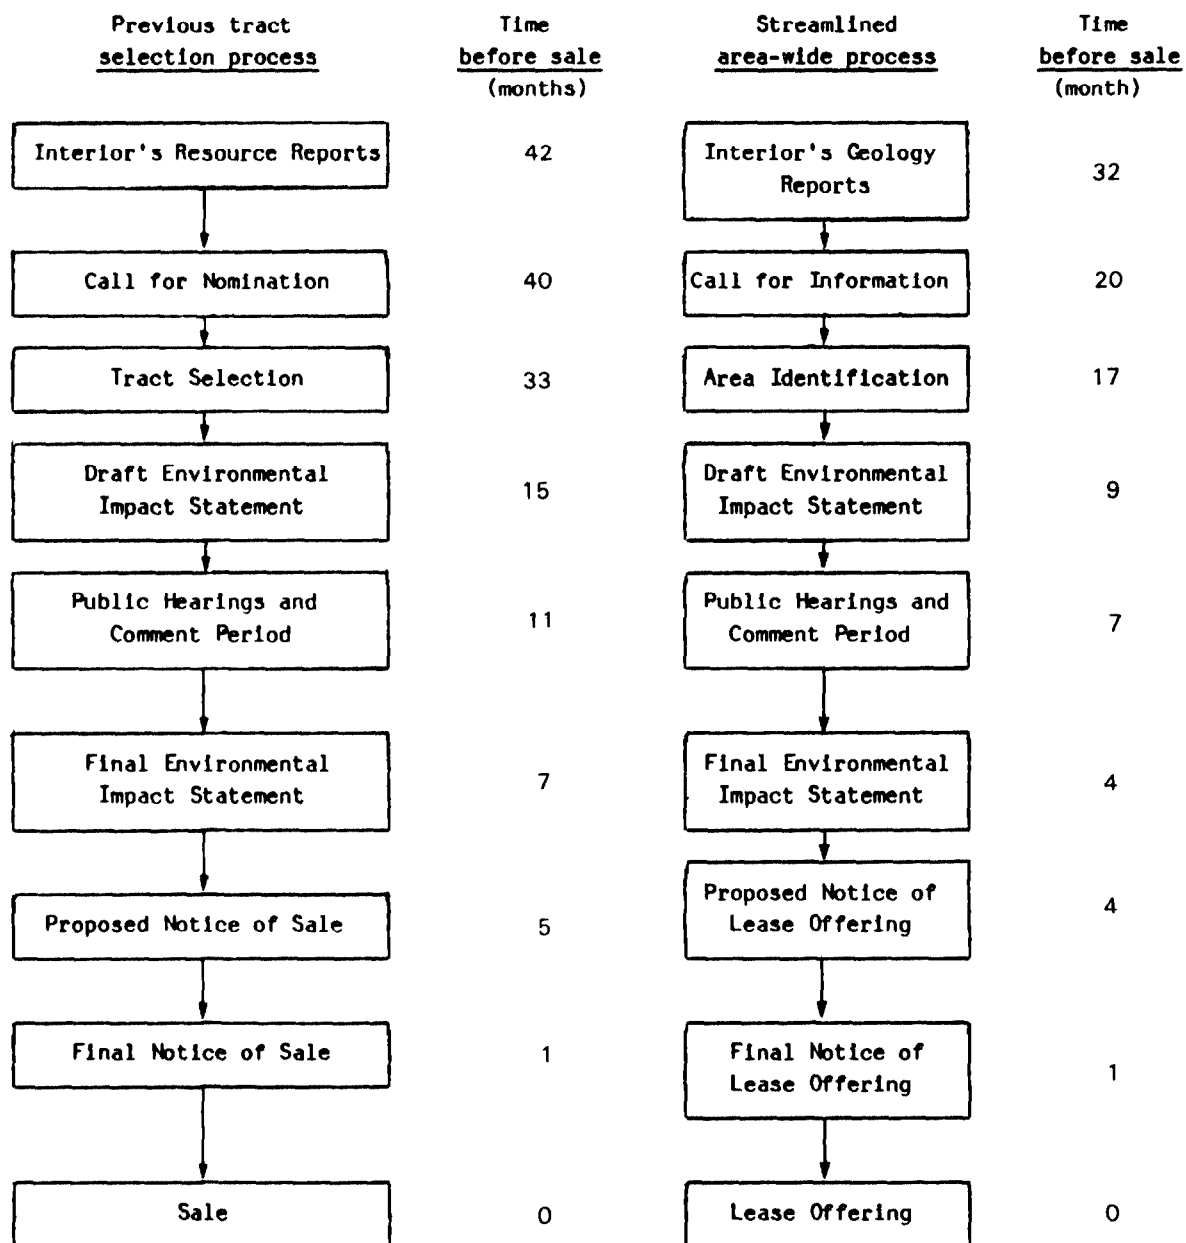 Previous tract
selection process
Time
before sale
(months)
Streamlined
area-wide process
Time
before sale
(month)
Interior's Resource Reports
42
Interior's Geology
Reports
32
Call for Nomination
40
Call for Information
20
Tract Selection
33
Area Identification
17
Draft Environmental
Impact Statement
15
Draft Environmental
Impact Statement
9
Public Hearings and
Comment Period
11
Public Hearings and
Comment Period
7
Final Environmental
Impact Statement
7
Final Environmental
Impact Statement
4
Proposed Notice of Sale
5
Proposed Notice of
Lease Offering
4
Final Notice of Sale
1
Final Notice of
Lease Offering
1
Sale
0
Lease Offering
0